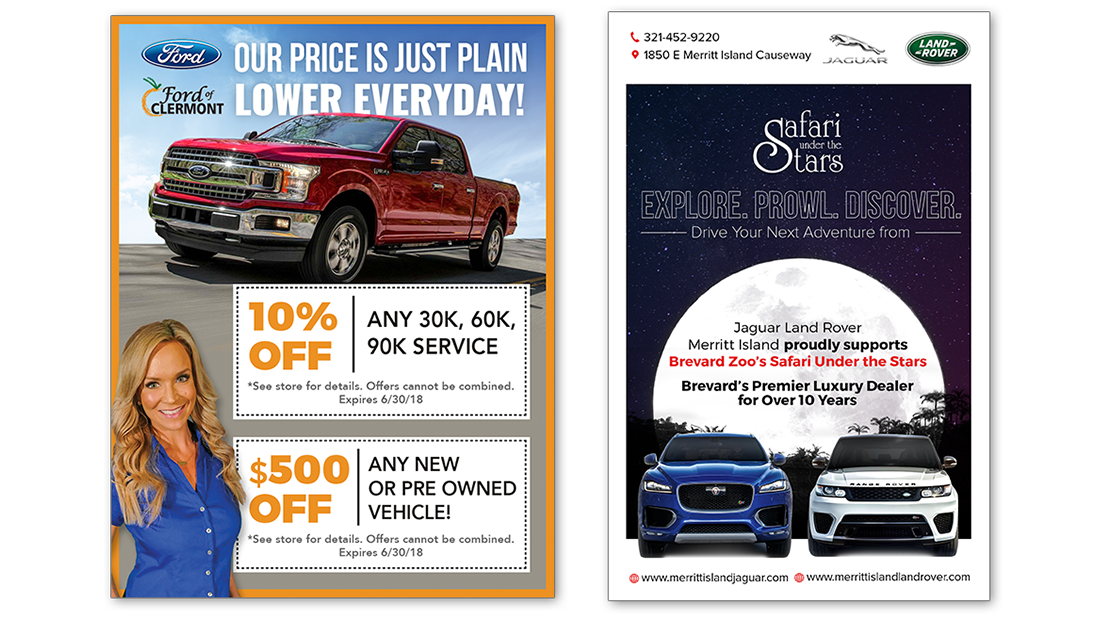 Ford
OUR PRICE IS JUST PLAIN
LOWER EVERYDAY!
Ford of
CLERMONT
10%
OFF
ANY 30K, 60K,
90K SERVICE
*See store for details. Offers cannot be combined.
Expires 6/30/18
$500
OFF
ANY NEW
OR PRE OWNED
VEHICLE!
*See store for details. Offers cannot be combined.
Expires 6/30/18
321-452-9220
1850 E Merritt Island Causeway
JAGUAR
LAND-
-ROVER
Safari
under the
Stars
EXPLORE. PROWL. DISCOVER.
Drive Your Next Adventure from
Jaguar Land Rover
Merritt Island proudly supports
Brevard Zoo's Safari Under the Stars
Brevard's Premier Luxury Dealer
for Over 10 Years
RANGE ROVER
www.merrittislandjaguar.com
www.merrittislandlandrover.com